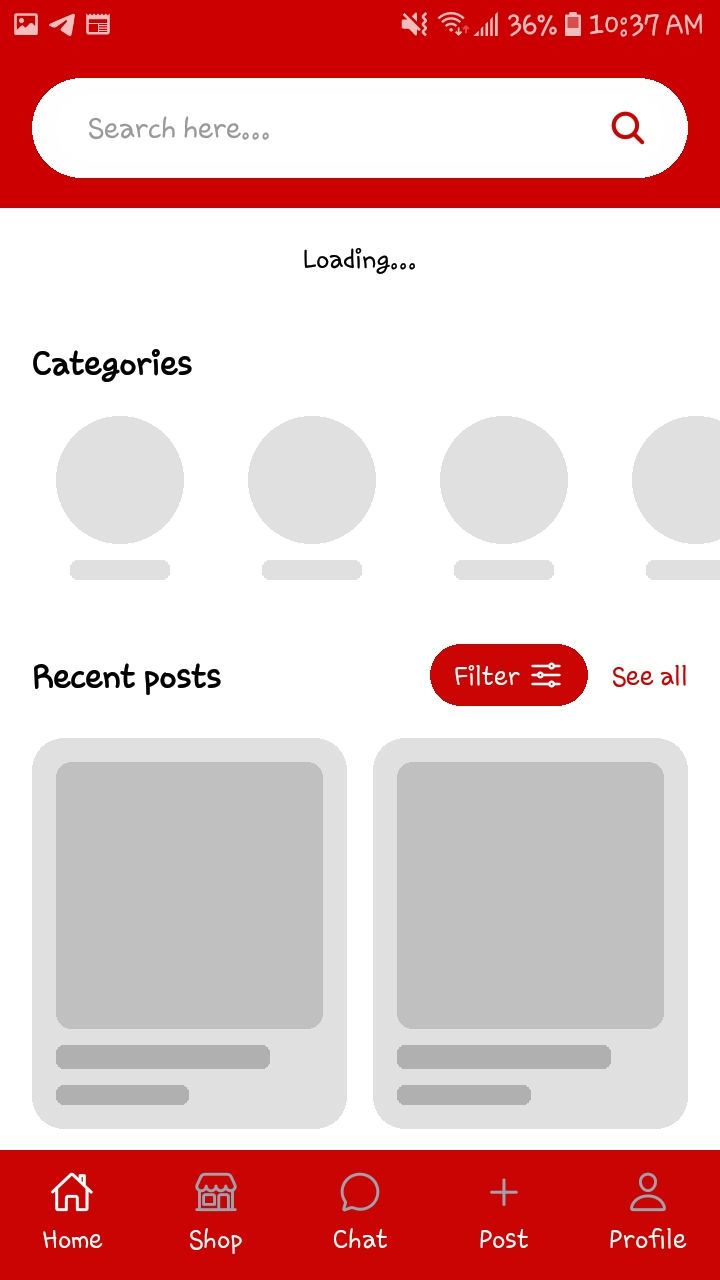 36% 10:37 AM
Search here...
Loading...
Categories
Recent posts Filter See all
Home Shop Chat Post Profile